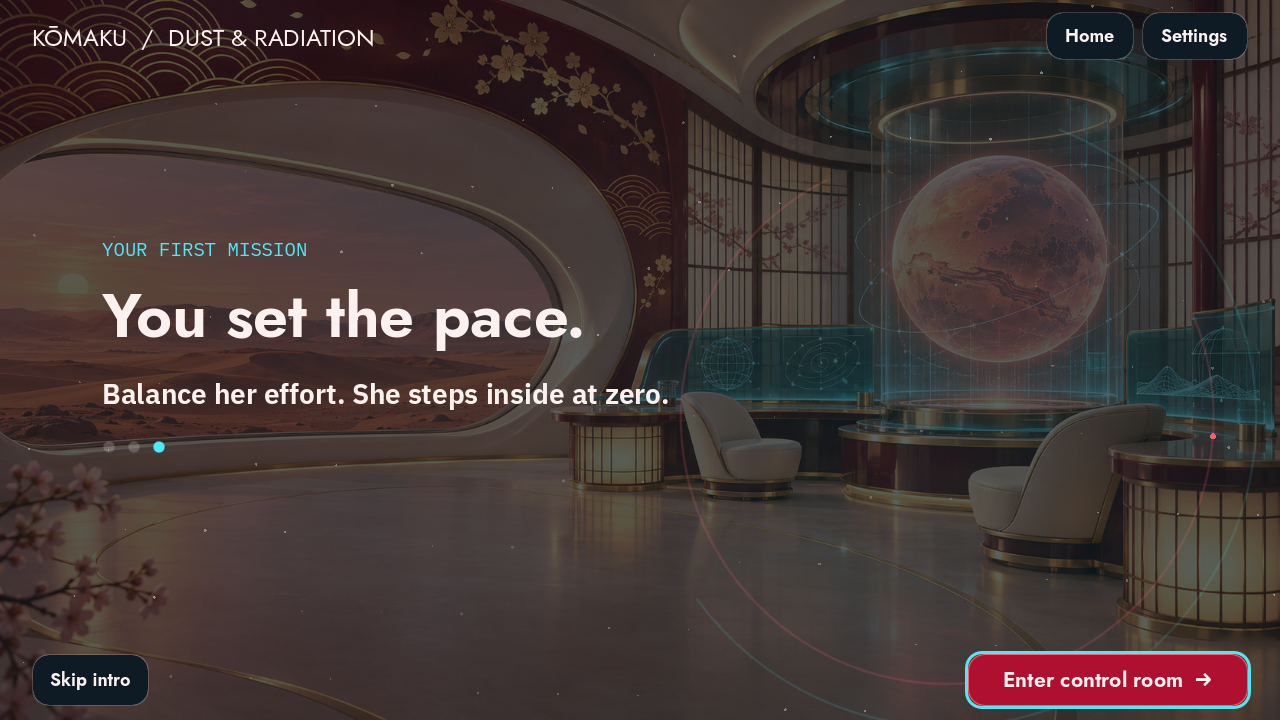 KŌMAKU / DUST & RADIATION
Home
Settings
YOUR FIRST MISSION
You set the pace.
Balance her effort. She steps inside at zero.
Skip intro
Enter control room →